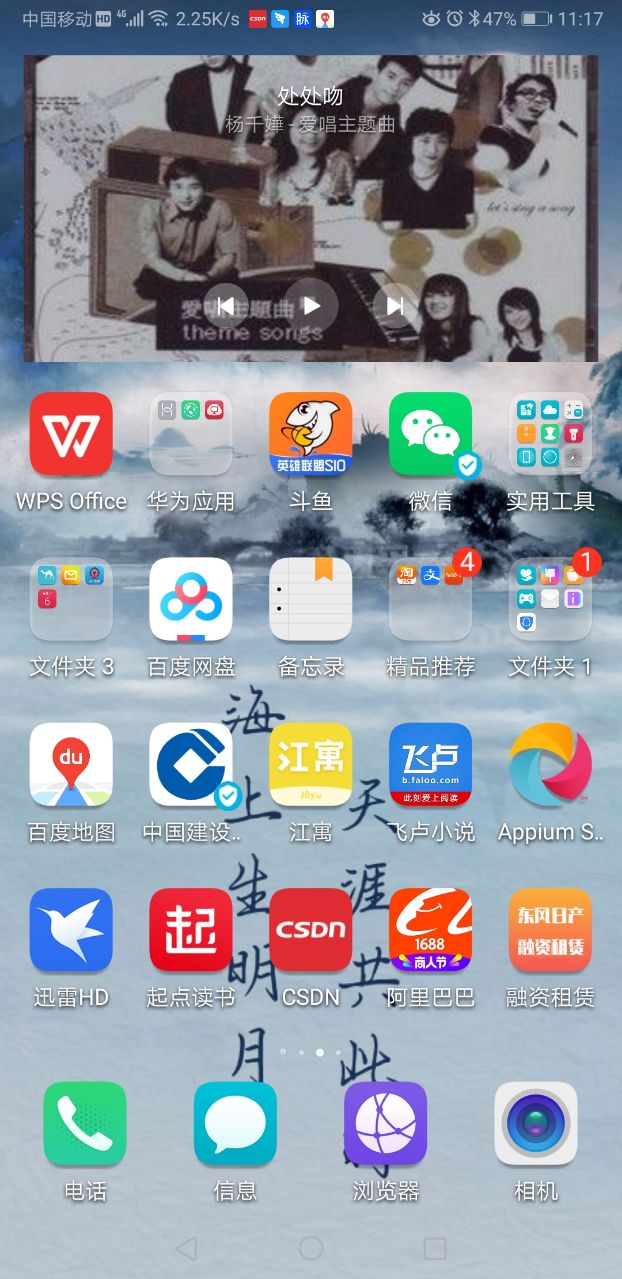 中国移动 HD 4G 2.25K/s CSDN 脉 47% 11:17
处处吻
杨千嬅 - 爱唱主题曲
let's sing a song
爱唱主题曲
theme songs
英雄联盟S10
WPS Office 华为应用 斗鱼 微信 实用工具
淘 支 4 1
6
文件夹 3 百度网盘 备忘录 精品推荐 文件夹 1
du 江寓 飞卢
Joy.u b.faloo.com
此刻爱上阅读
百度地图 中国建设.. 江寓 飞卢小说 Appium S..
起 CSDN 1688 东风日产
商人节 融资租赁
迅雷HD 起点读书 CSDN 阿里巴巴 融资租赁
电话 信息 浏览器 相机
海上生明月
天涯共此时